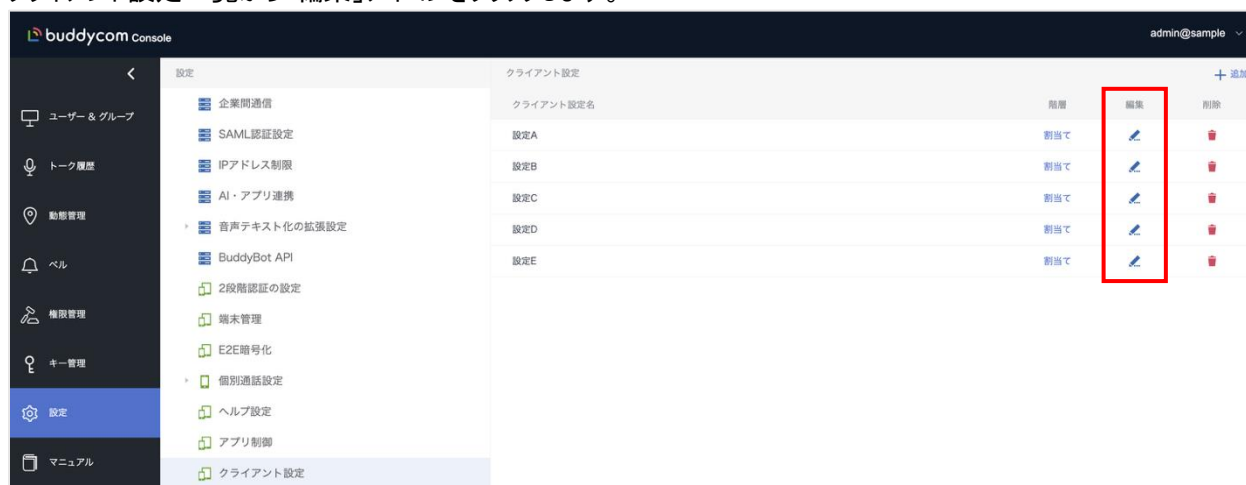 buddycom Console
admin@sample
設定
クライアント設定
追加
ユーザー & グループ
トーク履歴
動態管理
ベル
権限管理
キー管理
設定
マニュアル
企業間通信
SAML認証設定
IPアドレス制限
AI・アプリ連携
音声テキスト化の拡張設定
BuddyBot API
2段階認証の設定
端末管理
E2E暗号化
個別通話設定
ヘルプ設定
アプリ制御
クライアント設定
クライアント設定名 階層 編集 削除
設定A 割当て
設定B 割当て
設定C 割当て
設定D 割当て
設定E 割当て